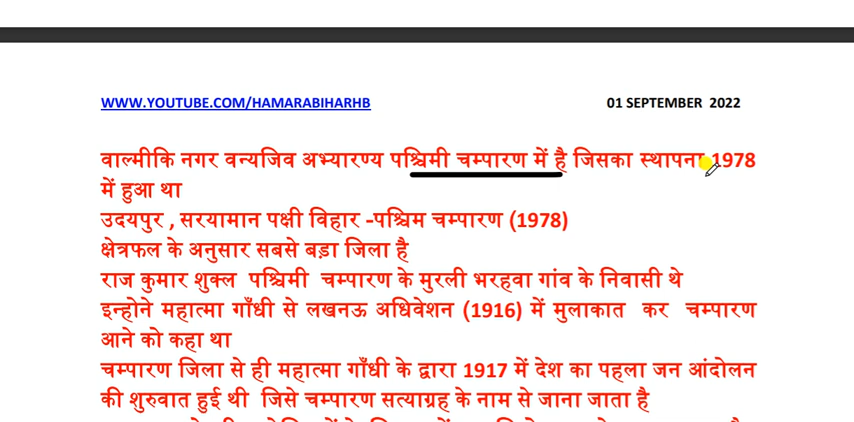 WWW.YOUTUBE.COM/HAMARABIHARHB 01 SEPTEMBER 2022
वाल्मीकि नगर वन्यजिव अभ्यारण्य पश्चिमी चम्पारण में है जिसका स्थापना 1978
में हुआ था
उदयपुर , सरयामान पक्षी विहार -पश्चिम चम्पारण (1978)
क्षेत्रफल के अनुसार सबसे बड़ा जिला है
राज कुमार शुक्ल पश्चिमी चम्पारण के मुरली भरहवा गांव के निवासी थे
इन्होने महात्मा गाँधी से लखनऊ अधिवेशन (1916) में मुलाकात कर चम्पारण
आने को कहा था
चम्पारण जिला से ही महात्मा गाँधी के द्वारा 1917 में देश का पहला जन आंदोलन
की शुरुवात हुई थी जिसे चम्पारण सत्याग्रह के नाम से जाना जाता है